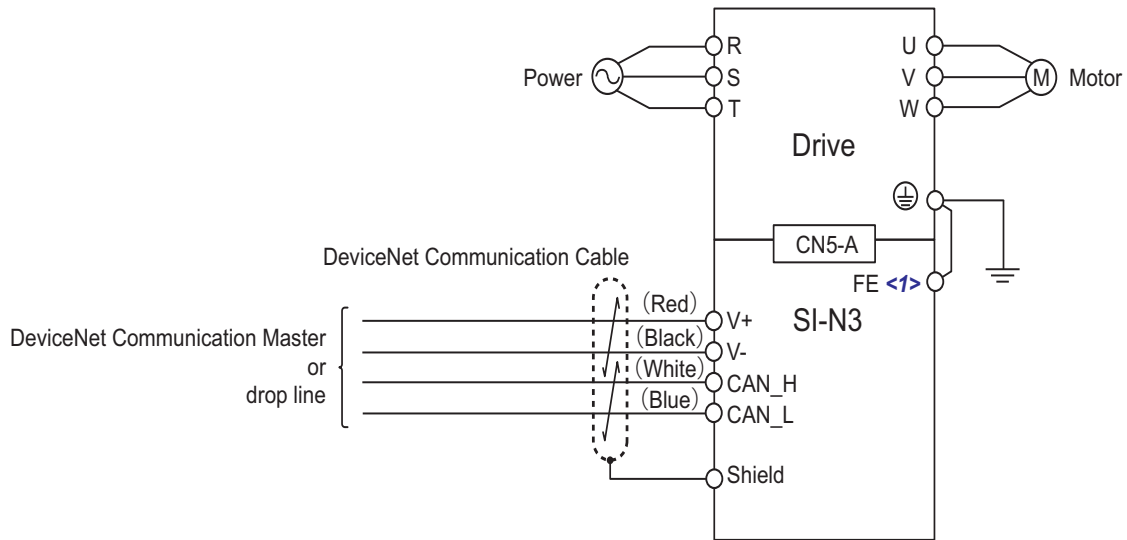 R
S
T
Power
U
V
W
M
Motor
Drive
CN5-A
FE <1>
SI-N3
DeviceNet Communication Cable
DeviceNet Communication Master
or
drop line
(Red)
(Black)
(White)
(Blue)
V+
V-
CAN_H
CAN_L
Shield